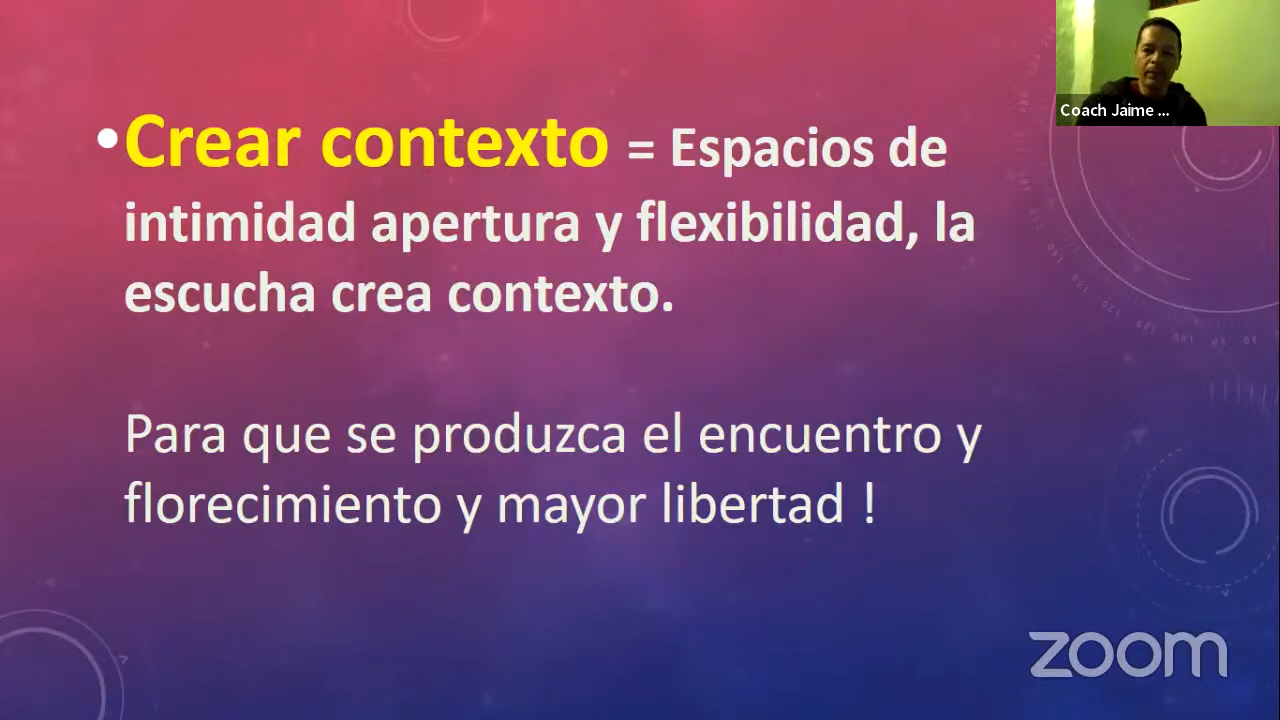 •Crear contexto = Espacios de
intimidad apertura y flexibilidad, la
escucha crea contexto.
Para que se produzca el encuentro y
florecimiento y mayor libertad !
Coach Jaime ...
zoom